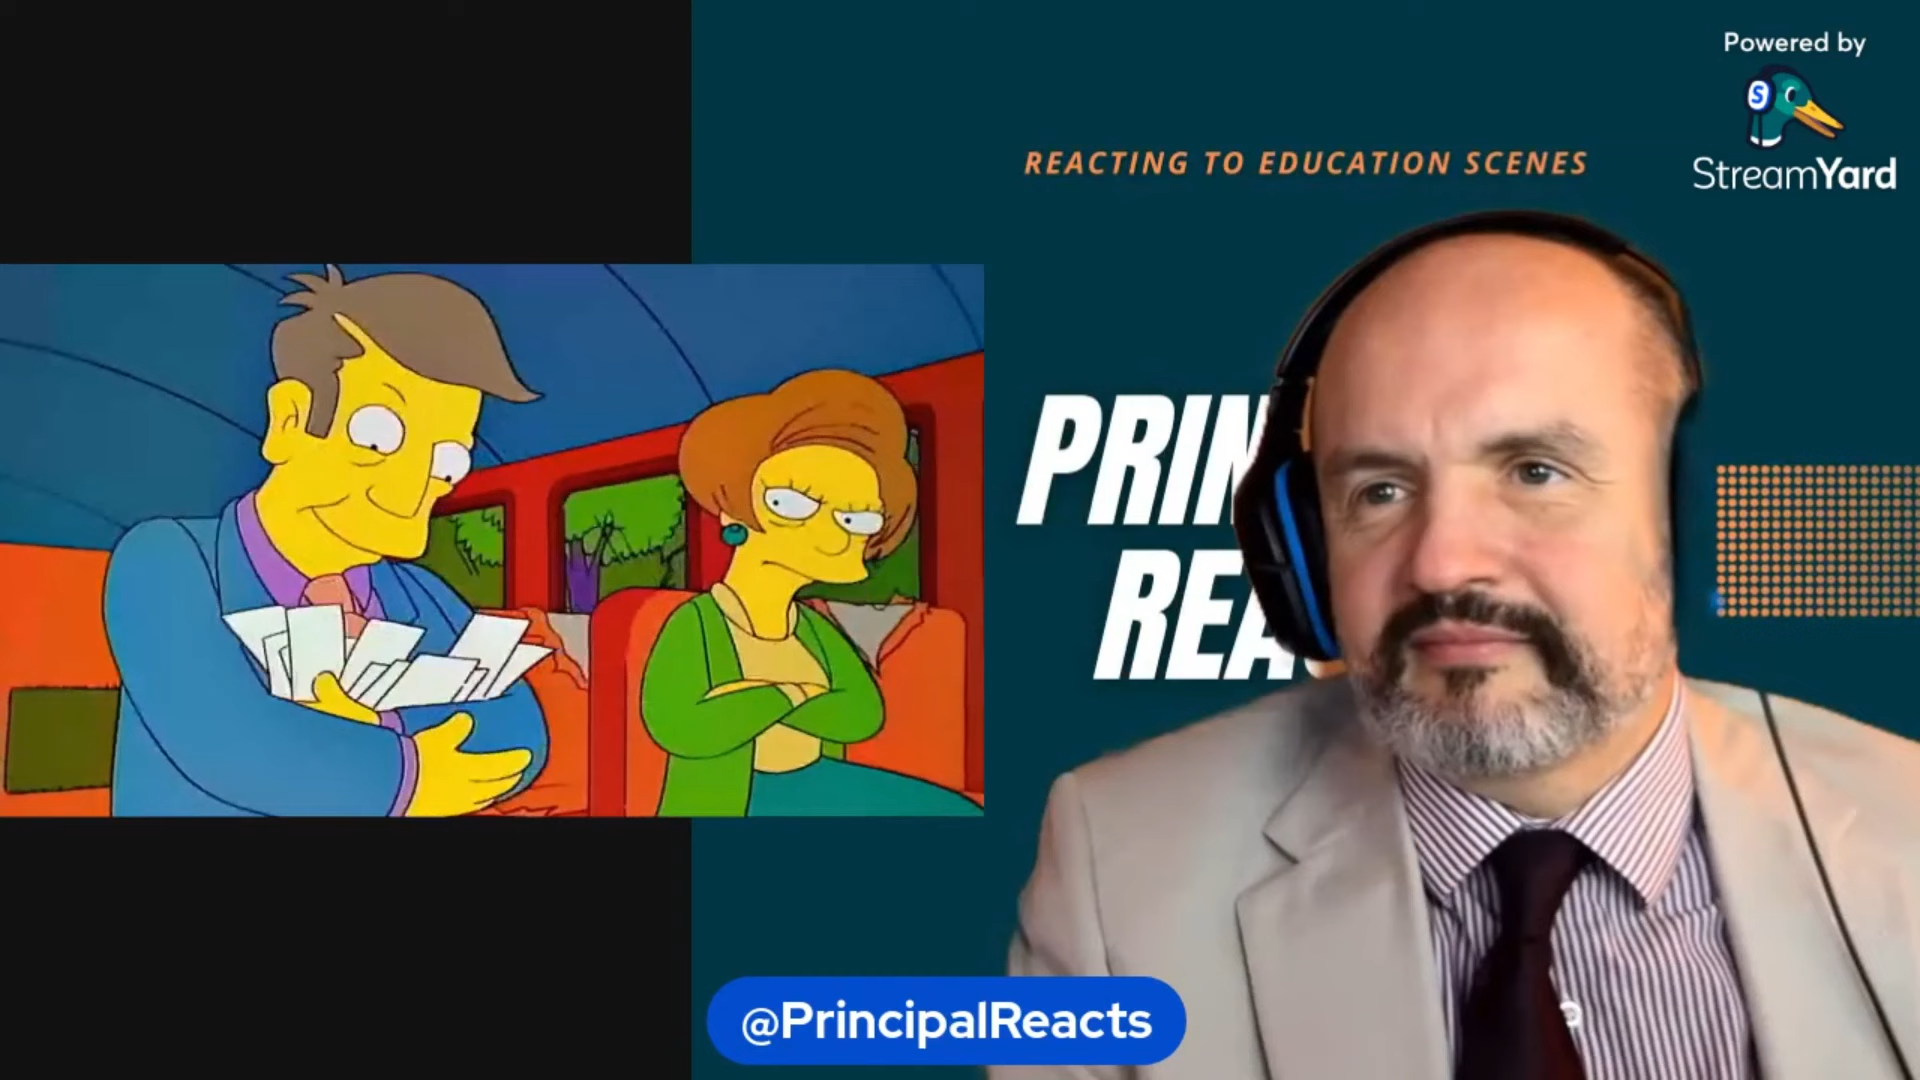 Powered by
S
StreamYard
REACTING TO EDUCATION SCENES
PRIN
REA
@PrincipalReacts